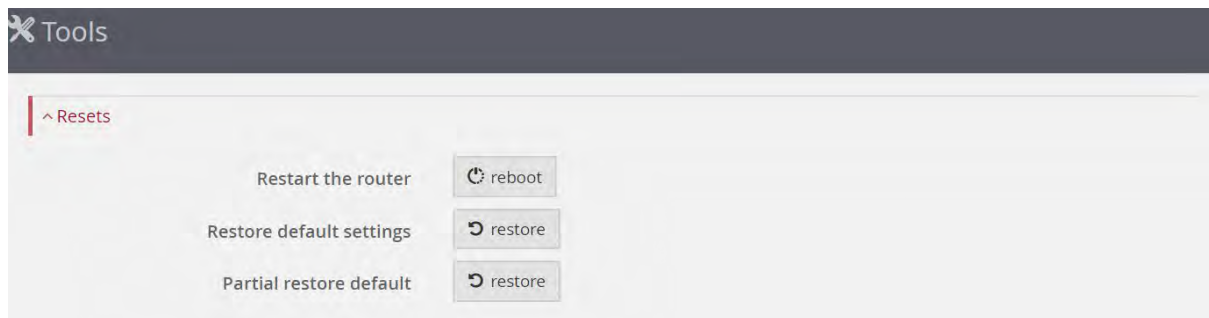 Tools
Resets
Restart the router reboot
Restore default settings restore
Partial restore default restore